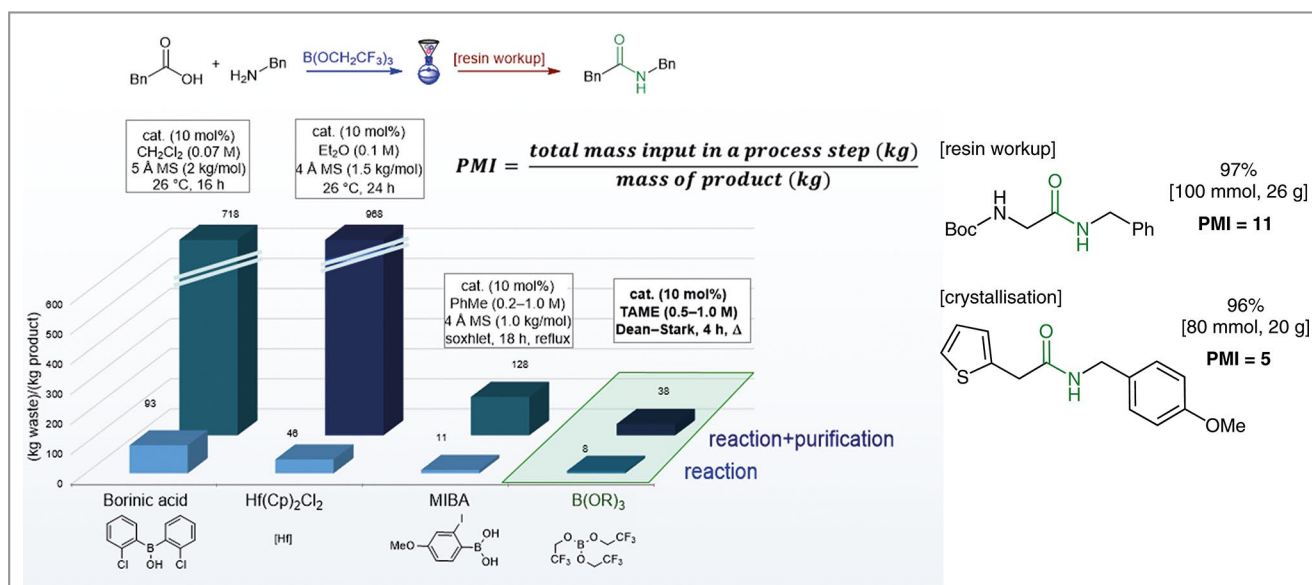 O
Bn
OH
+
H₂N
Bn
B(OCH₂CF₃)₃
[resin workup]
O
Bn
N
H
Bn
cat. (10 mol%)
CH₂Cl₂ (0.07 M)
5 Å MS (2 kg/mol)
26 °C, 16 h
cat. (10 mol%)
Et₂O (0.1 M)
4 Å MS (1.5 kg/mol)
26 °C, 24 h
PMI = total mass input in a process step (kg)
mass of product (kg)
718
968
cat. (10 mol%)
PhMe (0.2–1.0 M)
4 Å MS (1.0 kg/mol)
soxhlet, 18 h, reflux
cat. (10 mol%)
TAME (0.5–1.0 M)
Dean–Stark, 4 h, Δ
(kg waste)/(kg product)
600
500
400
300
200
100
0
93
46
11
128
38
8
reaction+purification
reaction
Borinic acid
Hf(Cp)₂Cl₂
MIBA
B(OR)₃
Cl
B
OH
Cl
[Hf]
MeO
I
B
OH
OH
O
B
O
CF₃
CF₃
O
CF₃
[resin workup]
Boc
H
N
O
N
H
Ph
97%
[100 mmol, 26 g]
PMI = 11
[crystallisation]
S
O
N
H
OMe
96%
[80 mmol, 20 g]
PMI = 5